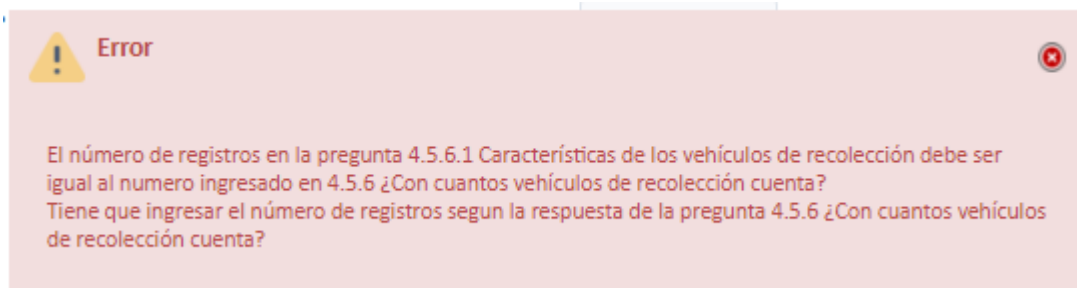 Error
El número de registros en la pregunta 4.5.6.1 Características de los vehículos de recolección debe ser
igual al numero ingresado en 4.5.6 ¿Con cuantos vehículos de recolección cuenta?
Tiene que ingresar el número de registros segun la respuesta de la pregunta 4.5.6 ¿Con cuantos vehículos
de recolección cuenta?